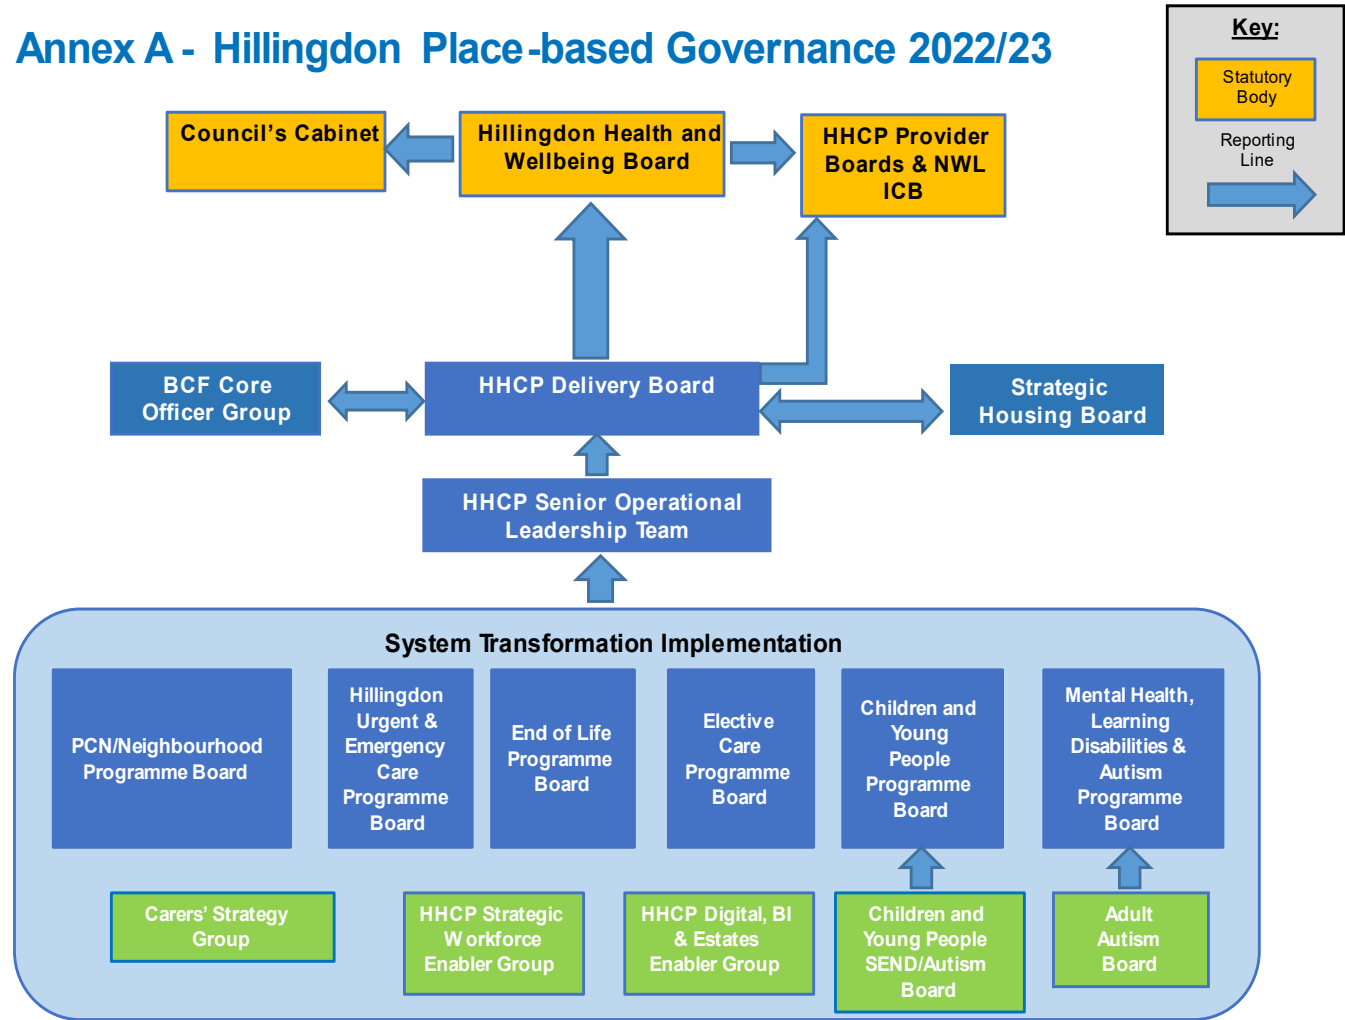 Annex A - Hillingdon Place-based Governance 2022/23
Key:
Statutory
Body
Reporting
Line
Council's Cabinet
Hillingdon Health and
Wellbeing Board
HHCP Provider
Boards & NWL
ICB
BCF Core
Officer Group
HHCP Delivery Board
Strategic
Housing Board
HHCP Senior Operational
Leadership Team
System Transformation Implementation
PCN/Neighbourhood
Programme Board
Hillingdon
Urgent &
Emergency
Care
Programme
Board
End of Life
Programme
Board
Elective
Care
Programme
Board
Children and
Young
People
Programme
Board
Mental Health,
Learning
Disabilities &
Autism
Programme
Board
Carers' Strategy
Group
HHCP Strategic
Workforce
Enabler Group
HHCP Digital, BI
& Estates
Enabler Group
Children and
Young People
SEND/Autism
Board
Adult
Autism
Board